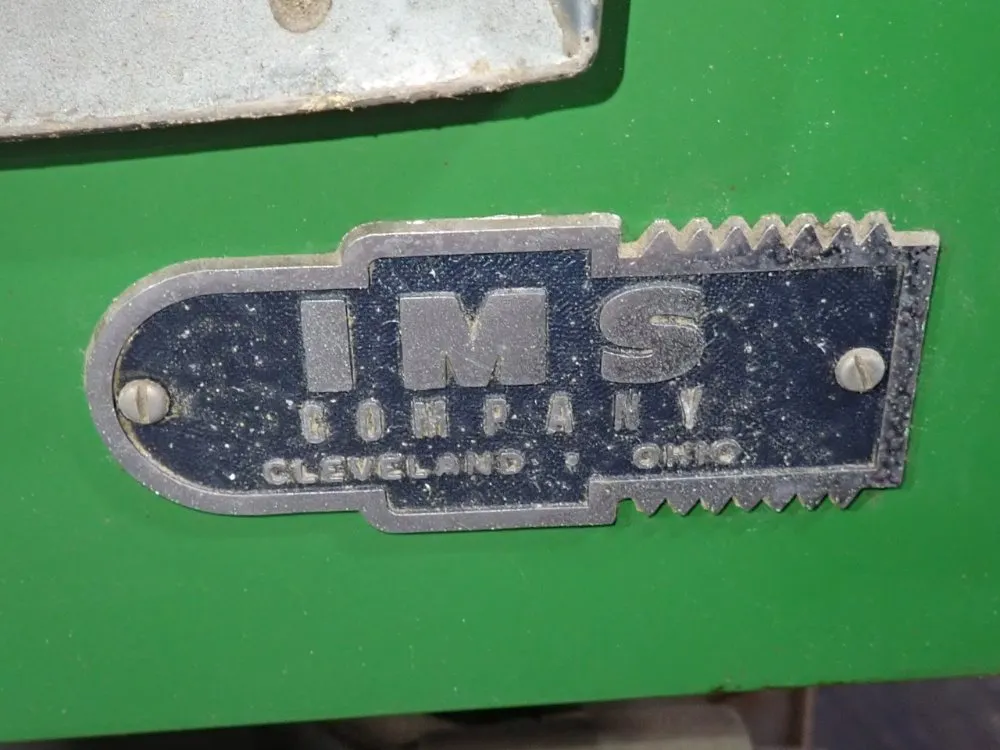 IMS
COMPANY
CLEVELAND • OHIO